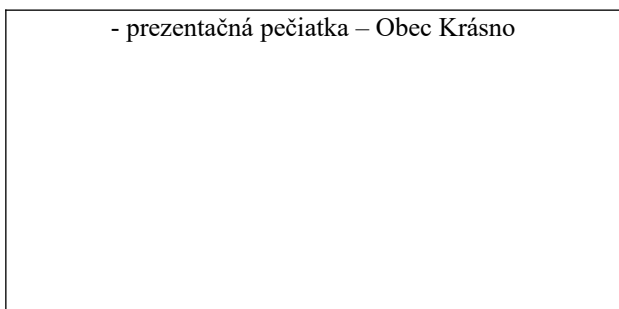 - prezentačná pečiatka – Obec Krásno